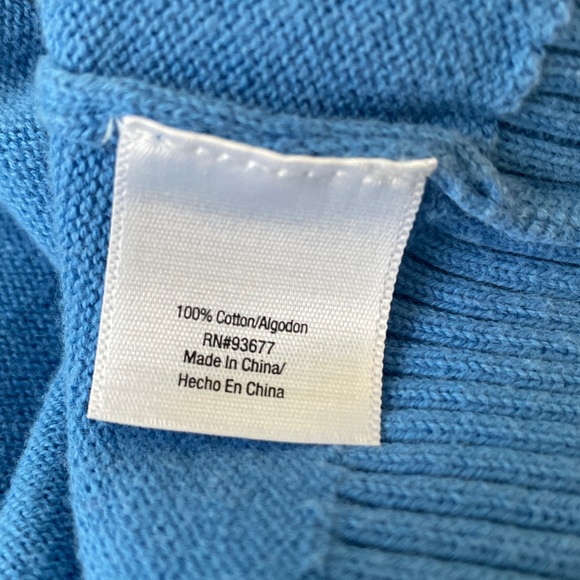 100% Cotton/Algodon
RN#93677
Made In China/
Hecho En China